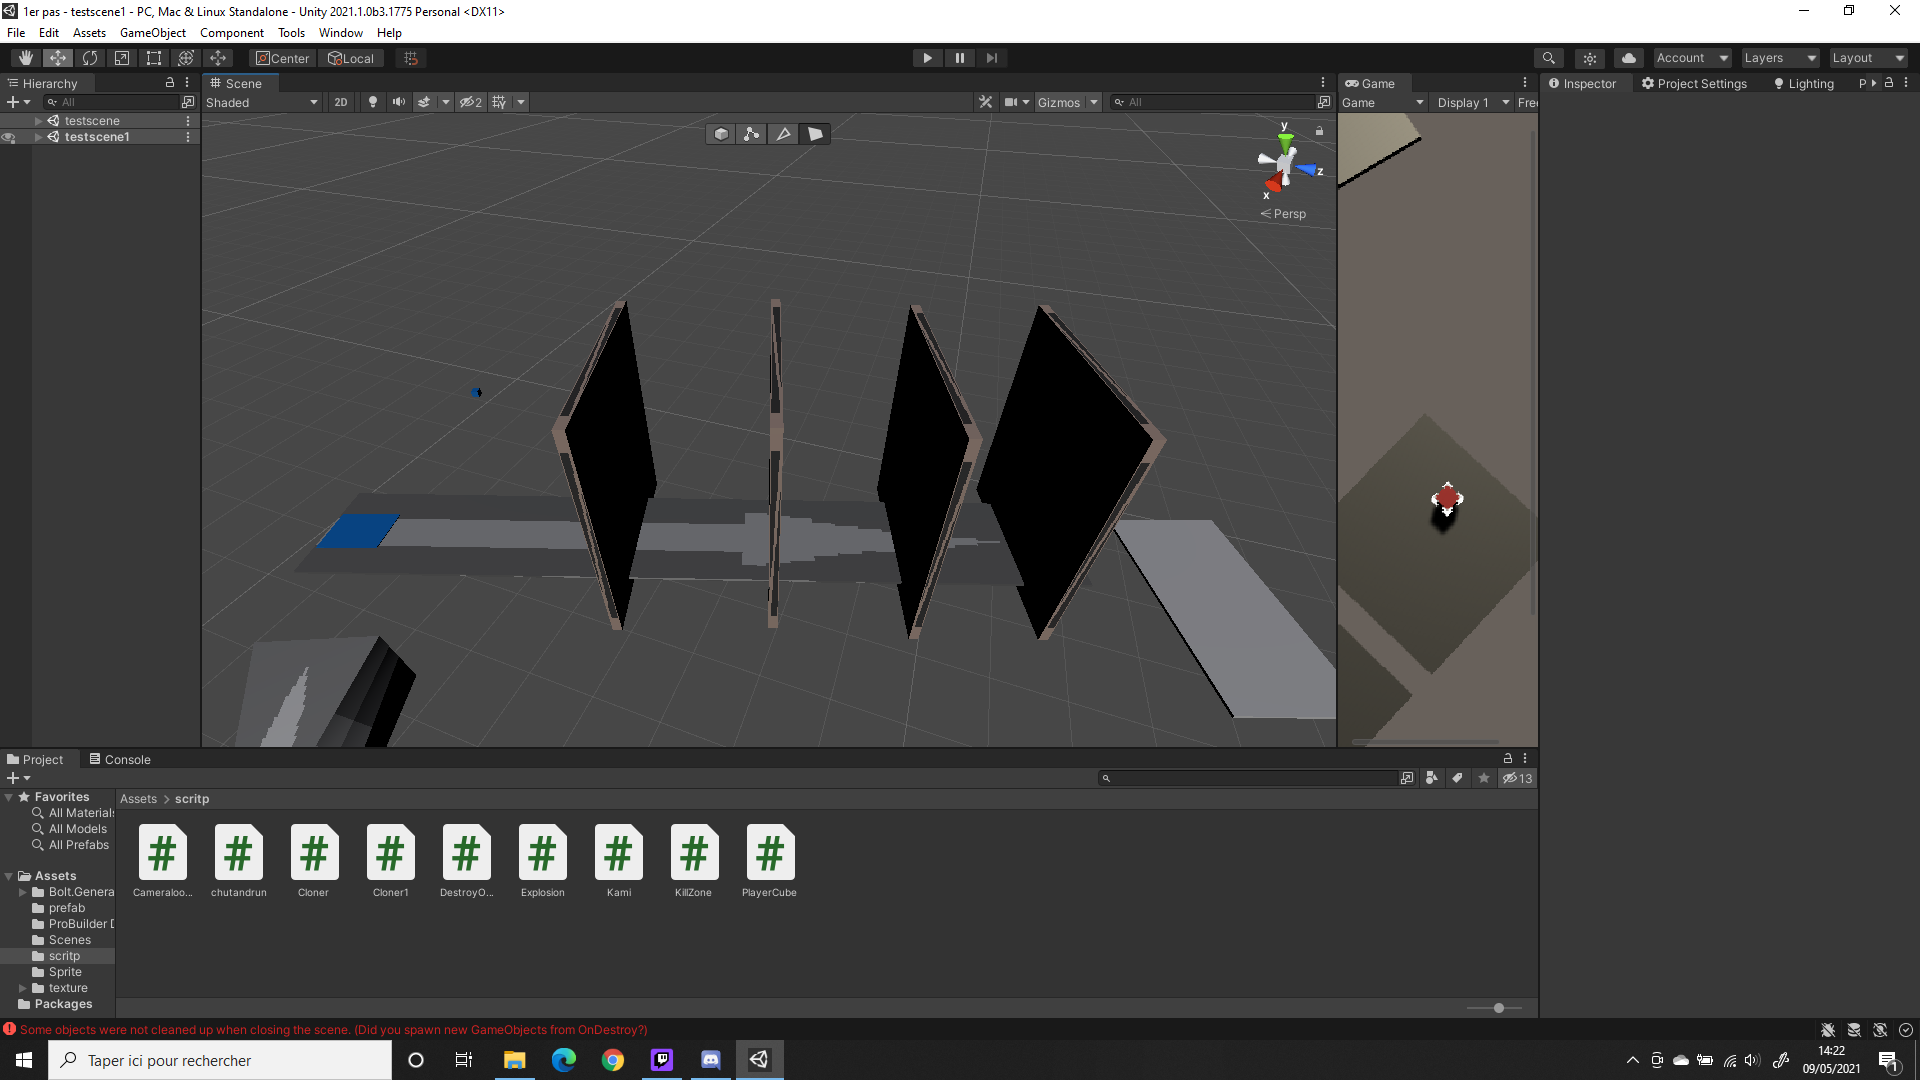 1er pas - testscene1 - PC, Mac & Linux Standalone - Unity 2021.1.0b3.1775 Personal <DX11>
File Edit Assets GameObject Component Tools Window Help
Center Local Account Layers Layout
Hierarchy Scene Game Inspector Project Settings Lighting P
All Shaded 2D 2 Gizmos All Game Display 1 Free
testscene
testscene1
y
z
x
Persp
Project Console
13
Favorites
All Materials
All Models
All Prefabs
Assets > scritp
Assets
Bolt.Genera
prefab
ProBuilder D
Scenes
scritp
Sprite
texture
Packages
Cameraloo... chutandrun Cloner Cloner1 DestroyO... Explosion Kami KillZone PlayerCube
Some objects were not cleaned up when closing the scene. (Did you spawn new GameObjects from OnDestroy?)
Taper ici pour rechercher
14:22
09/05/2021
1